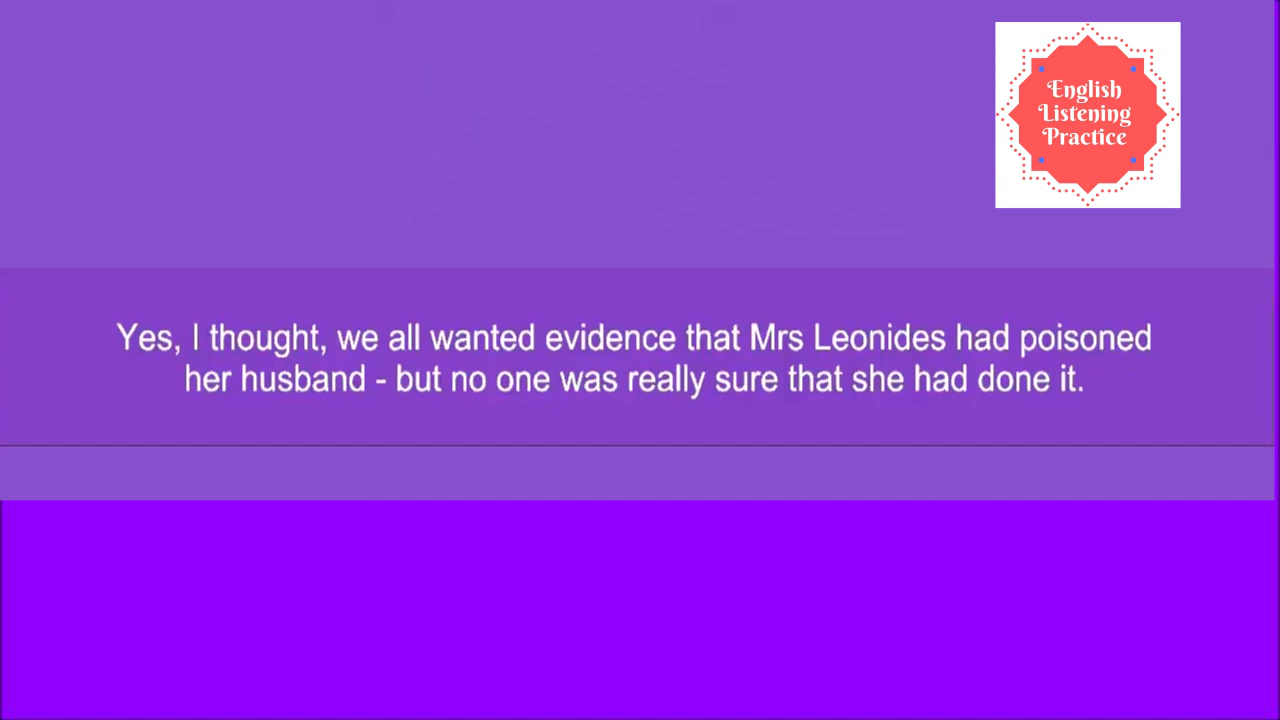 English
Listening
Practice
Yes, I thought, we all wanted evidence that Mrs Leonides had poisoned
her husband - but no one was really sure that she had done it.